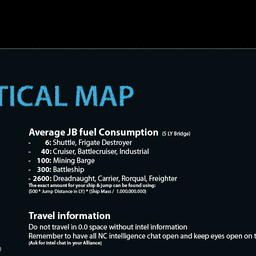 TICAL MAP
Average JB fuel Consumption (5 LY Bridge)
- 6: Shuttle, Frigate Destroyer
- 40: Cruiser, Battlecruiser, Industrial
- 100: Mining Barge
- 300: Battleship
- 2600: Dreadnaught, Carrier, Rorqual, Freighter
The exact amount for your ship & jump can be found using:
(500 * Jump Distance in LY) * (Ship Mass / 1.000.000.000)
Travel information
Do not travel in 0.0 space without intel information
Remember to have all NC intelligence chat open and keep eyes open on t
(Ask for Intel chat in your Alliance)